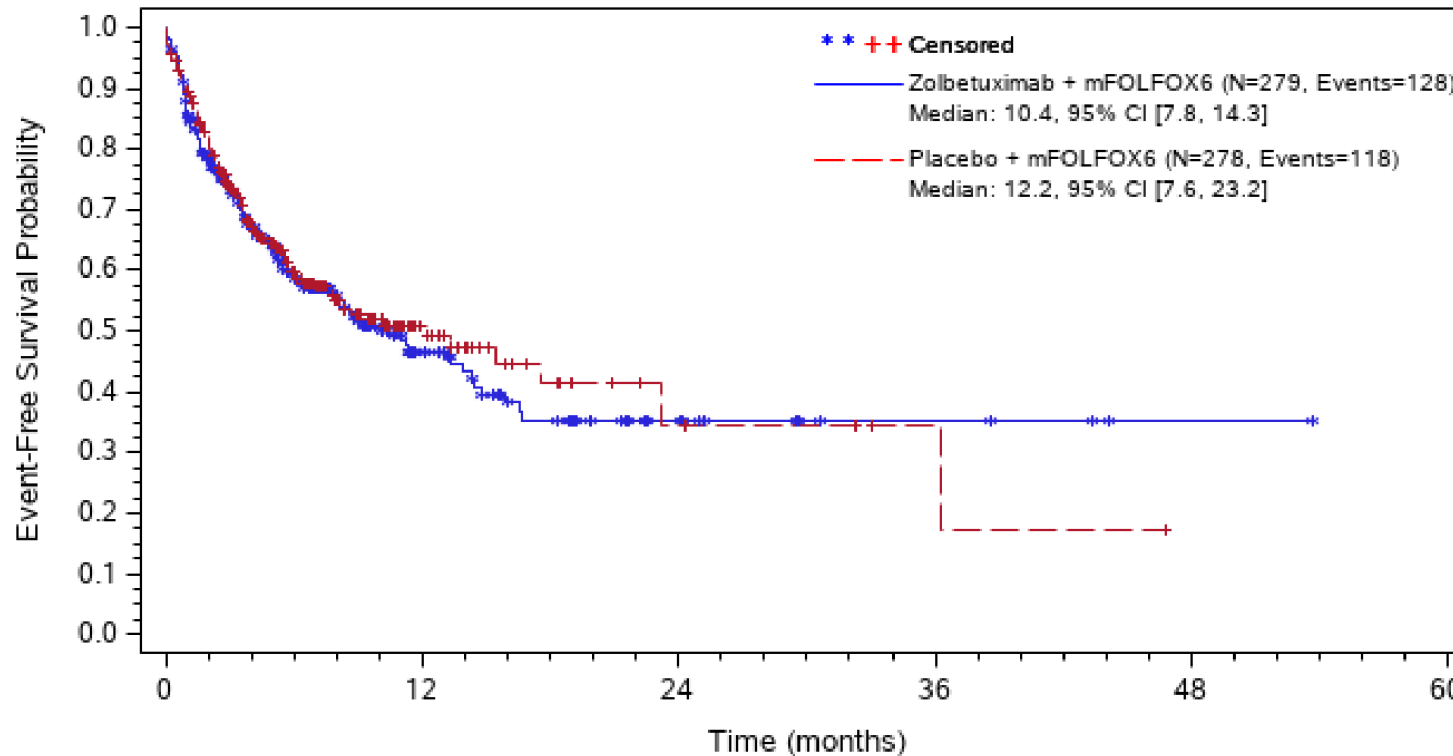 Censored
Zolbetuximab + mFOLFOX6 (N=279, Events=128)
Median: 10.4, 95% CI [7.8, 14.3]
Placebo + mFOLFOX6 (N=278, Events=118)
Median: 12.2, 95% CI [7.6, 23.2]
Event-Free Survival Probability
1.0
0.9
0.8
0.7
0.6
0.5
0.4
0.3
0.2
0.1
0.0
0 12 24 36 48 60
Time (months)